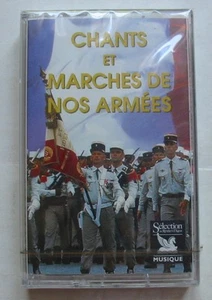 CHANTS
ET
MARCHES DE
NOS ARMÉES
Sélection
MUSIQUE